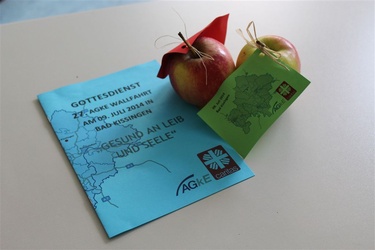 GOTTESDIENST
27. AGKE WALLFAHRT
AM 09. JULI 2014 IN
BAD KISSINGEN
"GESUND AN LEIB
UND SEELE"
AGkE
caritas